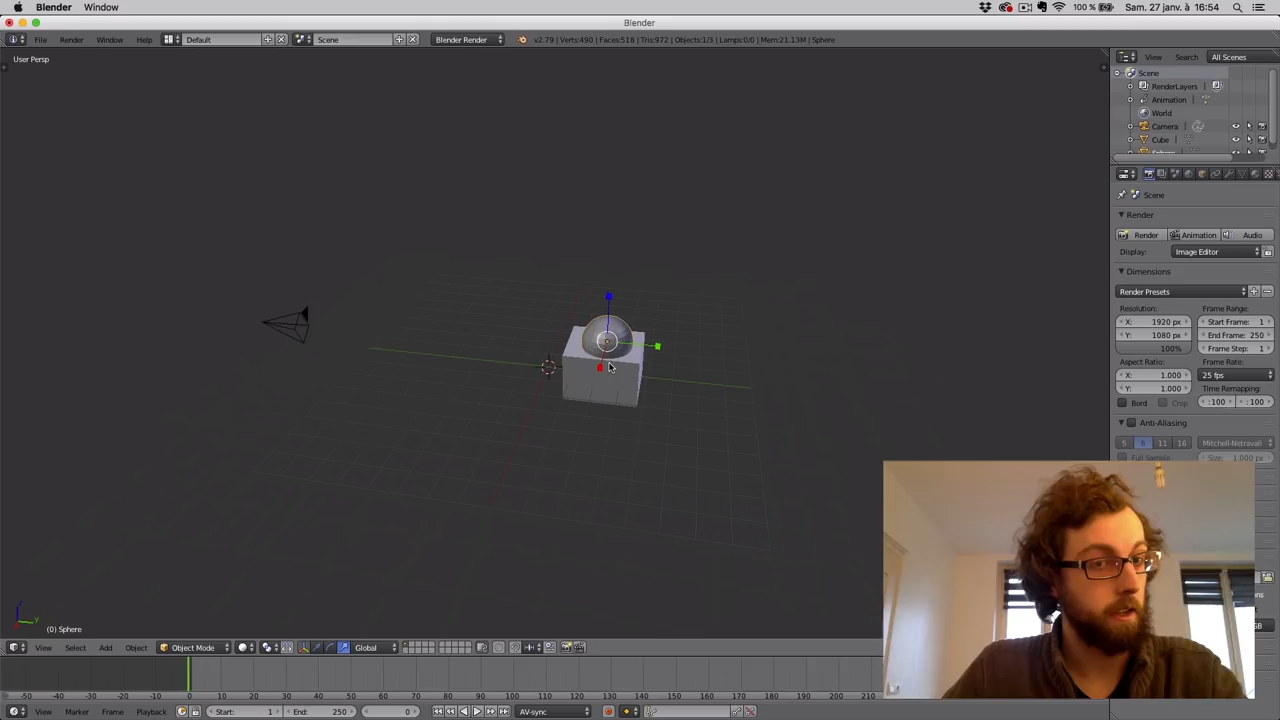 Blender Window 100 % Sam. 27 janv. à 16:54
Blender
File Render Window Help Default Scene Blender Render v2.79 | Verts:490 | Faces:518 | Tris:972 | Objects:1/3 | Lamps:0/0 | Mem:21.13M | Sphere
User Persp
View Search All Scenes
Scene
RenderLayers
Animation
World
Camera
Cube
Scene
Render
Render Animation Audio
Display: Image Editor
Dimensions
Render Presets
Resolution: Frame Range:
X: 1920 px Start Frame: 1
Y: 1080 px End Frame: 250
100% Frame Step: 1
Aspect Ratio: Frame Rate:
X: 1.000 25 fps
Y: 1.000 Time Remapping:
Bord Crop :100 :100
Anti-Aliasing
5 8 11 16 Mitchell-Netravali
Full Sample Size: 1.000 px
z
y
(0) Sphere
View Select Add Object Object Mode Global
-50 -40 -30 -20 -10 0 10 20 30 40 50 60 70 80 90 100 110 120 130 140 150 160 170 180 190 200 210
View Marker Frame Playback Start: 1 End: 250 0 AV-sync